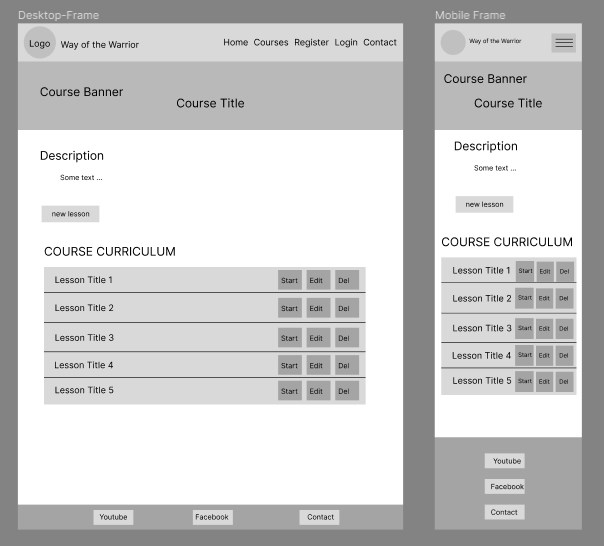 Desktop-Frame
Logo Way of the Warrior Home Courses Register Login Contact
Course Banner
Course Title
Description
Some text ...
new lesson
COURSE CURRICULUM
Lesson Title 1 Start Edit Del
Lesson Title 2 Start Edit Del
Lesson Title 3 Start Edit Del
Lesson Title 4 Start Edit Del
Lesson Title 5 Start Edit Del
Youtube Facebook Contact
Mobile Frame
Way of the Warrior
Course Banner
Course Title
Description
Some text ...
new lesson
COURSE CURRICULUM
Lesson Title 1 Start Edit Del
Lesson Title 2 Start Edit Del
Lesson Title 3 Start Edit Del
Lesson Title 4 Start Edit Del
Lesson Title 5 Start Edit Del
Youtube
Facebook
Contact